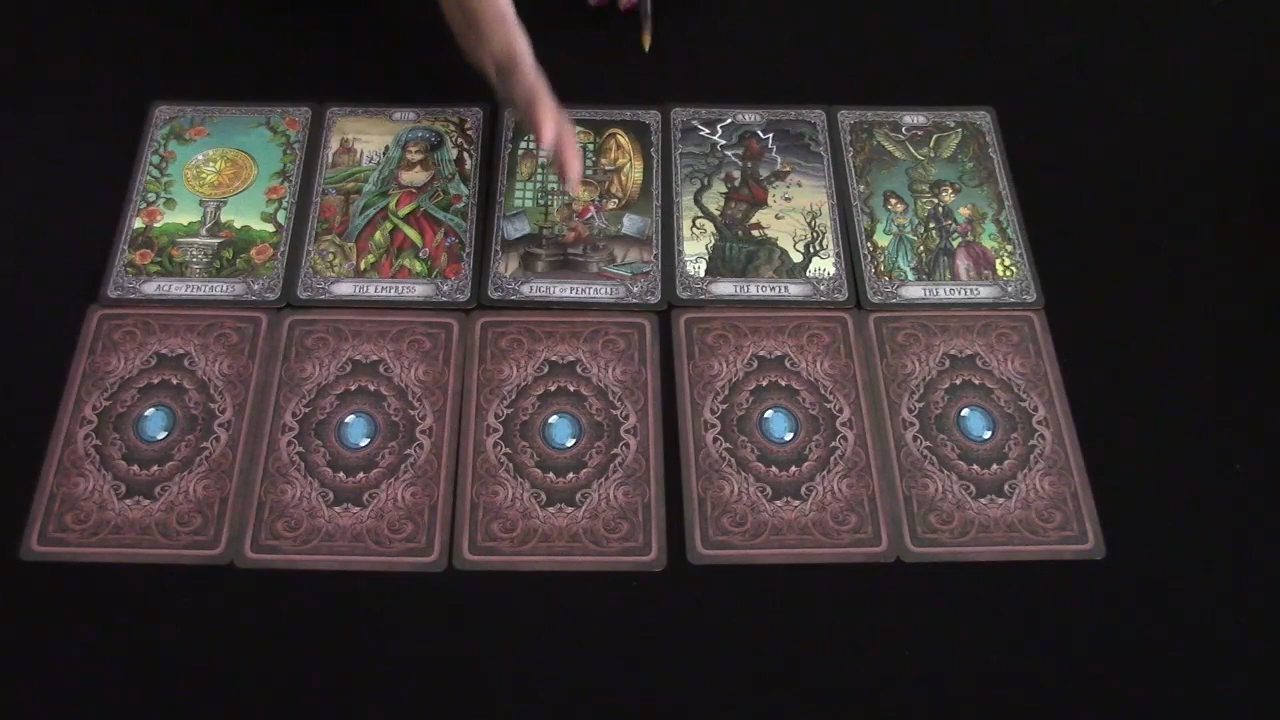 III
XVI
VI
ACE OF PENTACLES
THE EMPRESS
EIGHT OF PENTACLES
THE TOWER
THE LOVERS